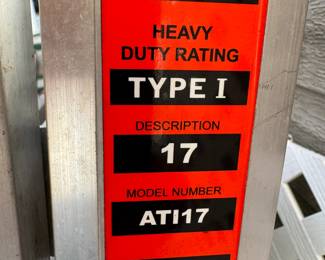 HEAVY
DUTY RATING
TYPE I
DESCRIPTION
17
MODEL NUMBER
ATI17